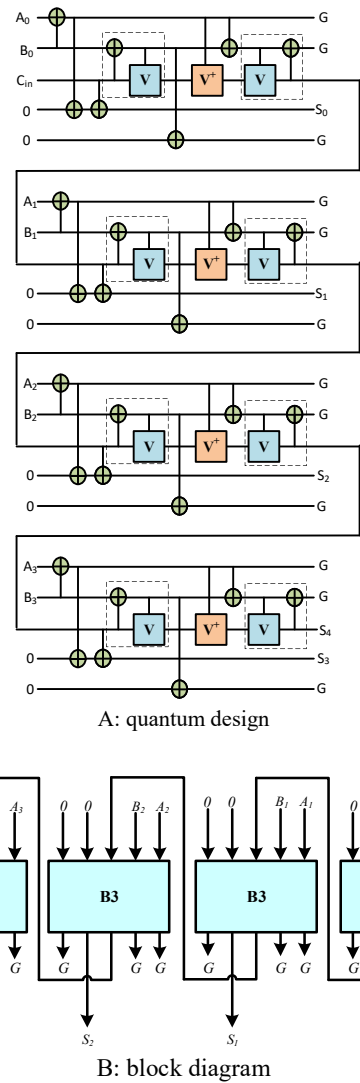 A₀ G
B₀ G
C_in V V⁺ V
0 S₀
0 G
A₁ G
B₁ G
V V⁺ V
0 S₁
0 G
A₂ G
B₂ G
V V⁺ V
0 S₂
0 G
A₃ G
B₃ G
V V⁺ V S₄
0 S₃
0 G
A: quantum design
A₃ 0 0 B₂ A₂ 0 0 B₁ A₁ 0
B3 B3
G G G G G G G G
S₂ S₁
B: block diagram